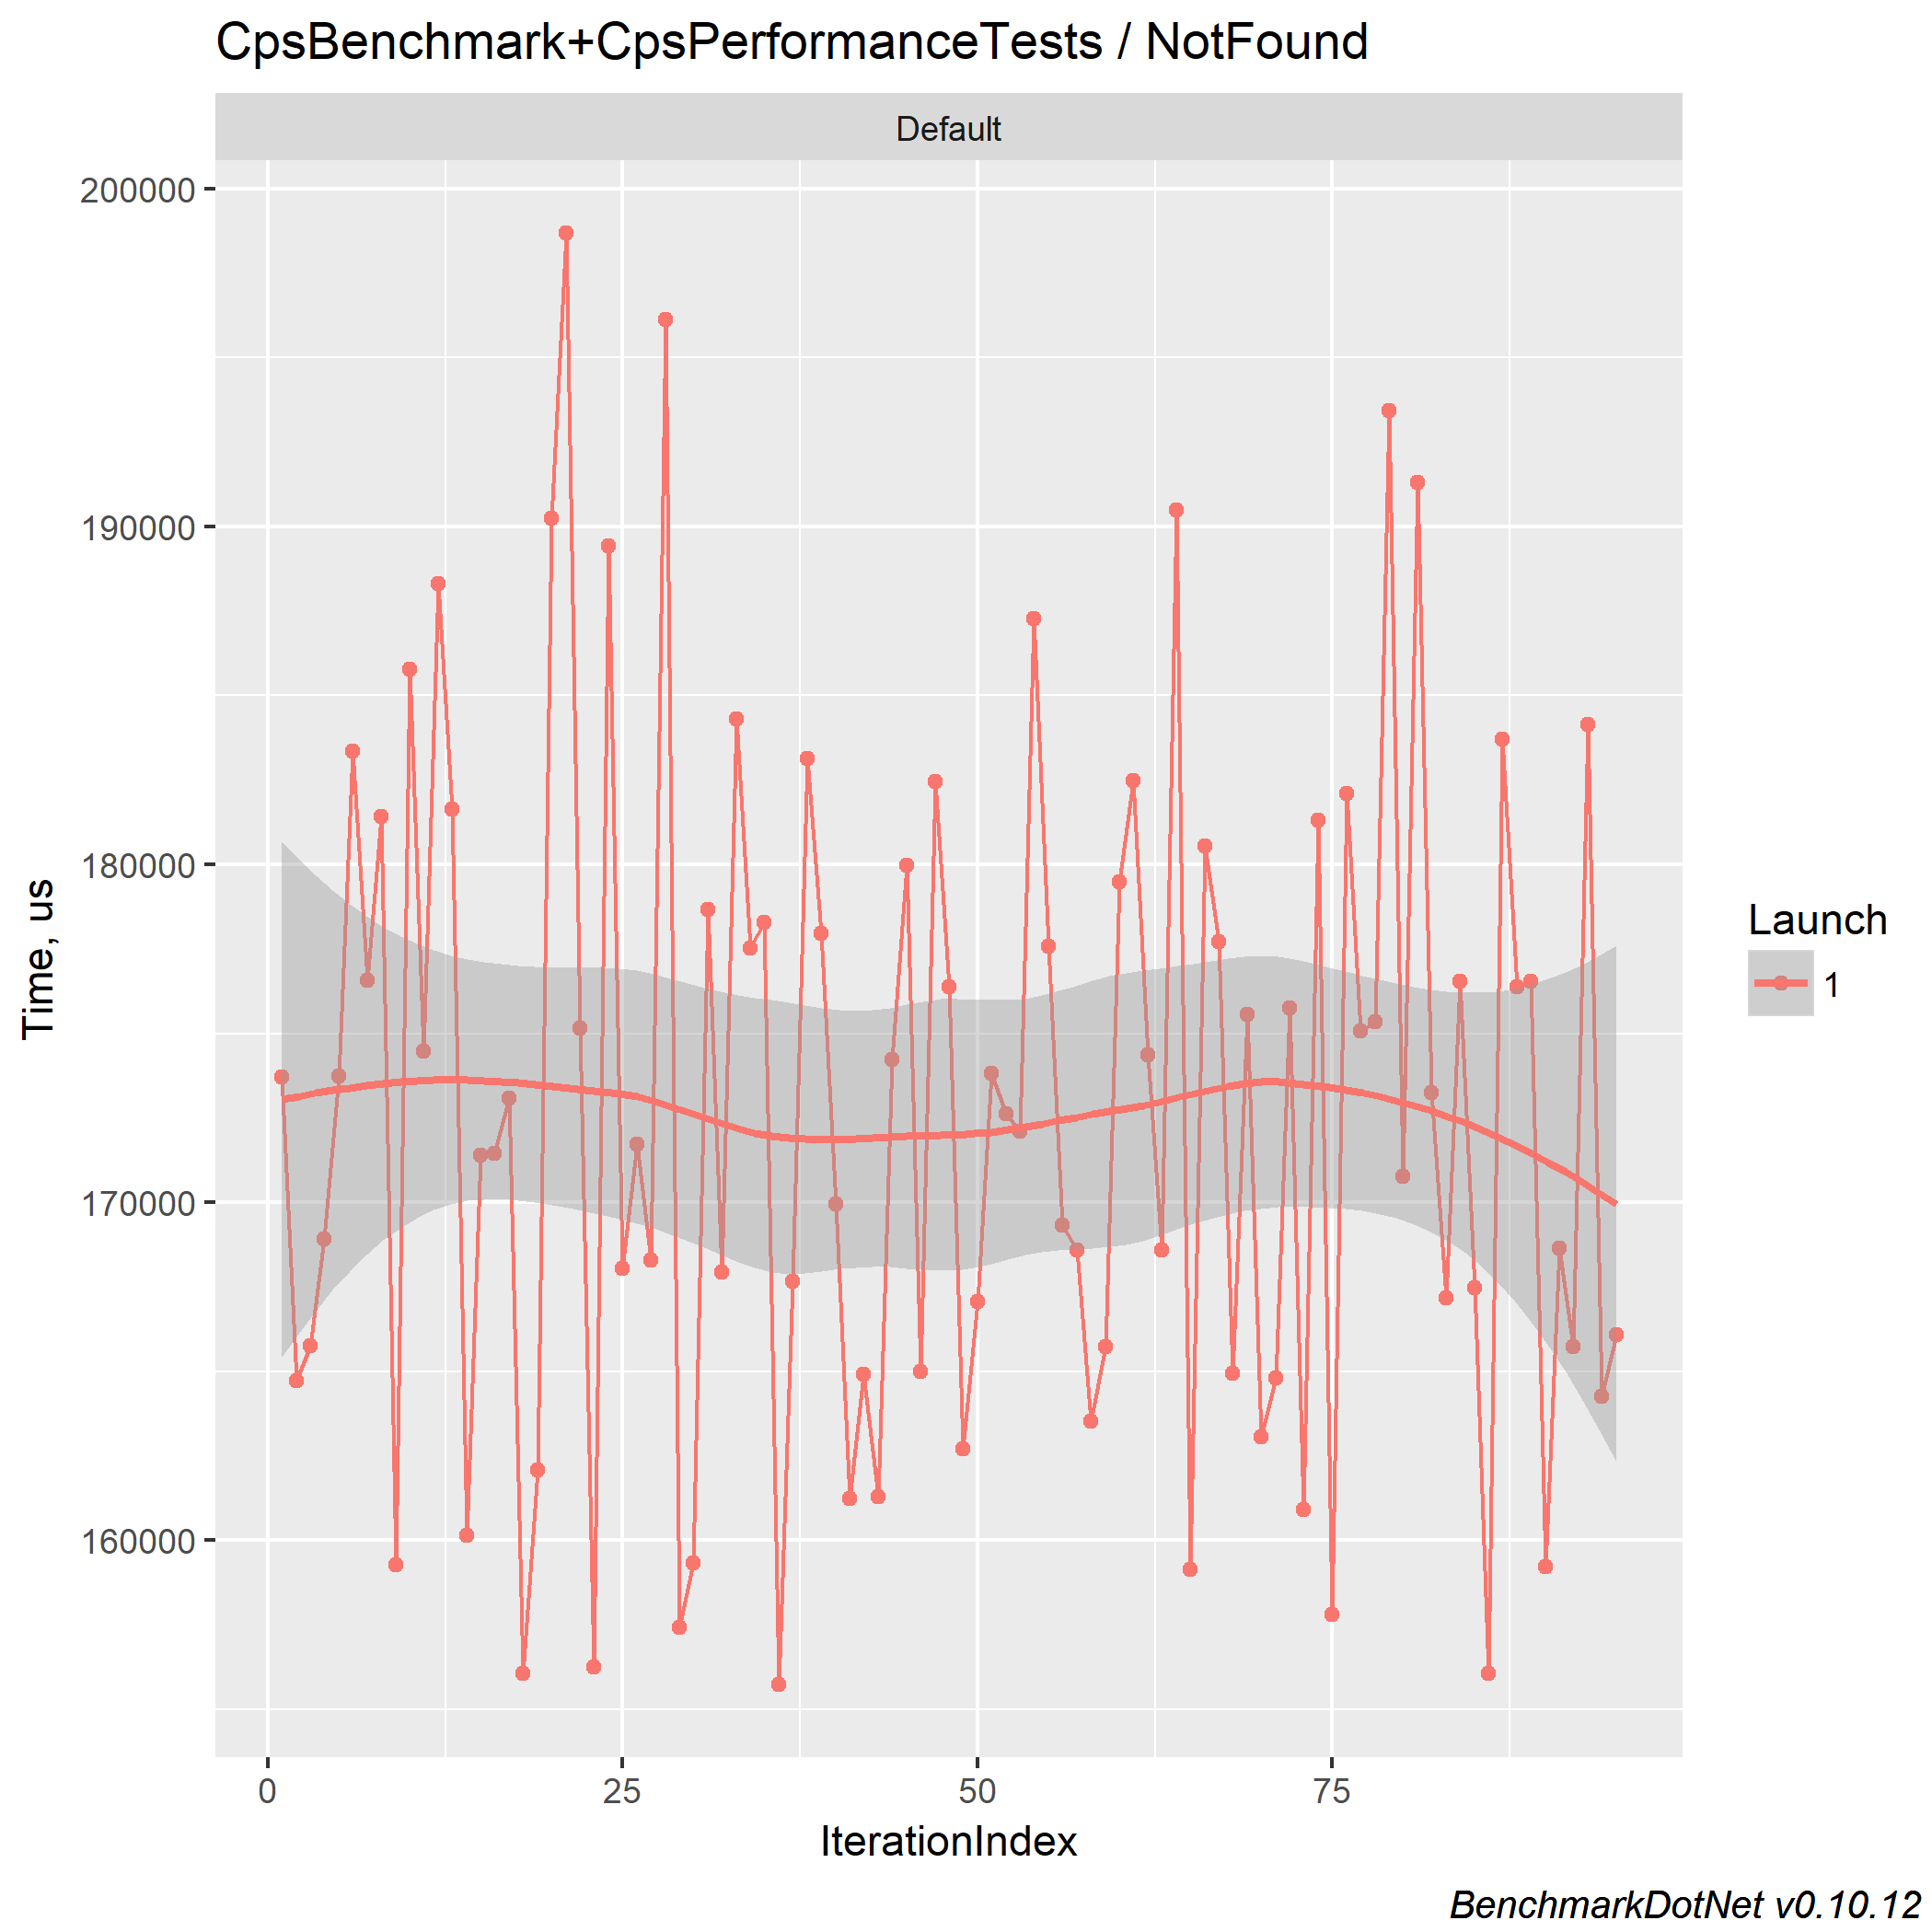 CpsBenchmark+CpsPerformanceTests / NotFound
Default
200000
190000
180000
170000
160000
Time, us
0 25 50 75
IterationIndex
Launch
1
BenchmarkDotNet v0.10.12